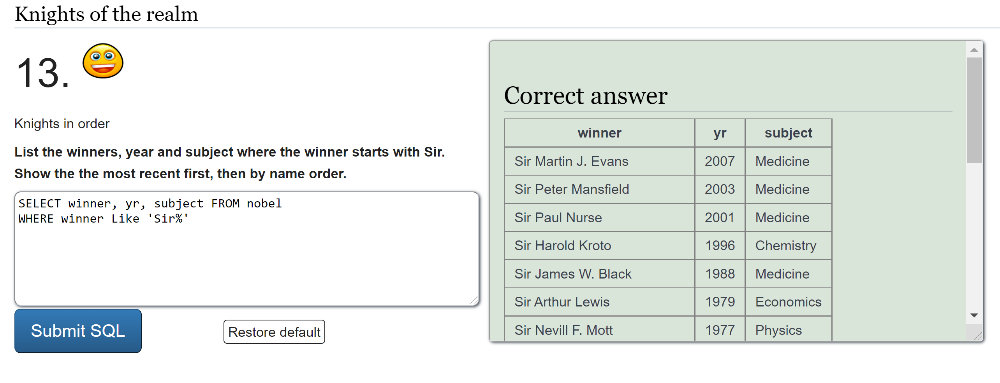 Knights of the realm
13.
Knights in order
List the winners, year and subject where the winner starts with Sir.
Show the the most recent first, then by name order.
SELECT winner, yr, subject FROM nobel
WHERE winner Like 'Sir%'
Submit SQL
Restore default
Correct answer
winner yr subject
Sir Martin J. Evans 2007 Medicine
Sir Peter Mansfield 2003 Medicine
Sir Paul Nurse 2001 Medicine
Sir Harold Kroto 1996 Chemistry
Sir James W. Black 1988 Medicine
Sir Arthur Lewis 1979 Economics
Sir Nevill F. Mott 1977 Physics